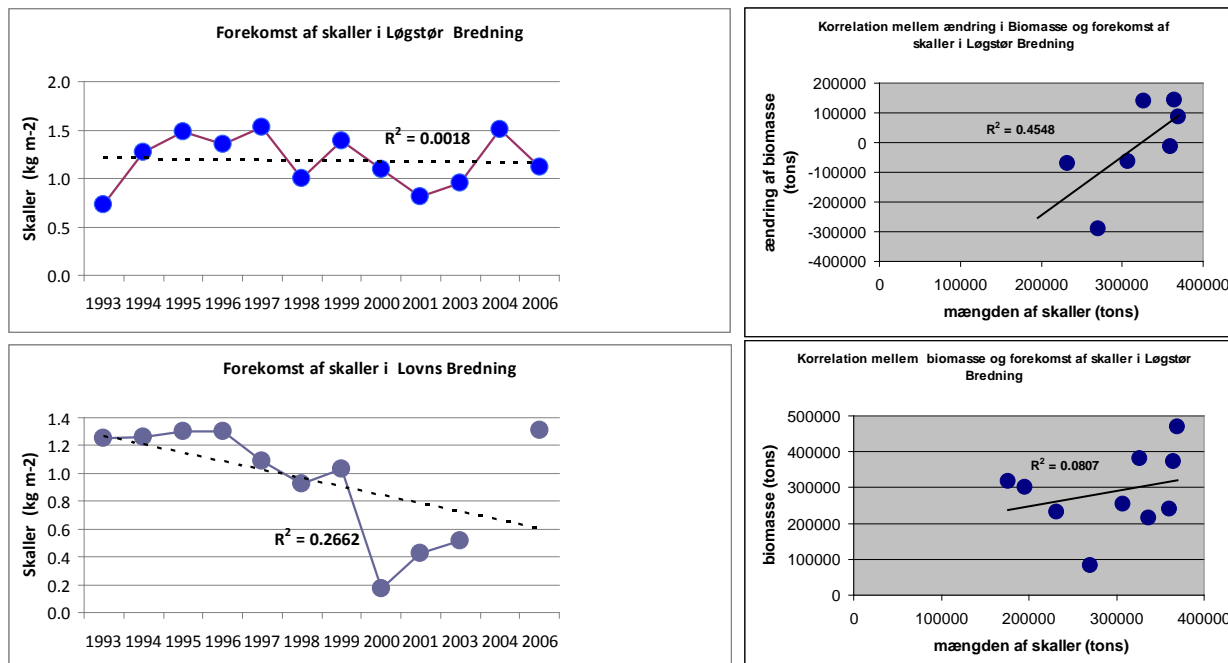 Forekomst af skaller i Løgstør Bredning
Skaller (kg m-2)
2.0
1.5
1.0
0.5
0.0
R² = 0.0018
1993 1994 1995 1996 1997 1998 1999 2000 2001 2003 2004 2006
Korrelation mellem ændring i Biomasse og forekomst af
skaller i Løgstør Bredning
ændring af biomasse
(tons)
200000
100000
0
-100000
-200000
-300000
-400000
R² = 0.4548
0 100000 200000 300000 400000
mængden af skaller (tons)
Forekomst af skaller i Lovns Bredning
Skaller (kg m-2)
1.4
1.2
1.0
0.8
0.6
0.4
0.2
0.0
R² = 0.2662
1993 1994 1995 1996 1997 1998 1999 2000 2001 2003 2004 2006
Korrelation mellem biomasse og forekomst af skaller i Løgstør
Bredning
biomasse (tons)
500000
400000
300000
200000
100000
0
R² = 0.0807
0 100000 200000 300000 400000
mængden af skaller (tons)